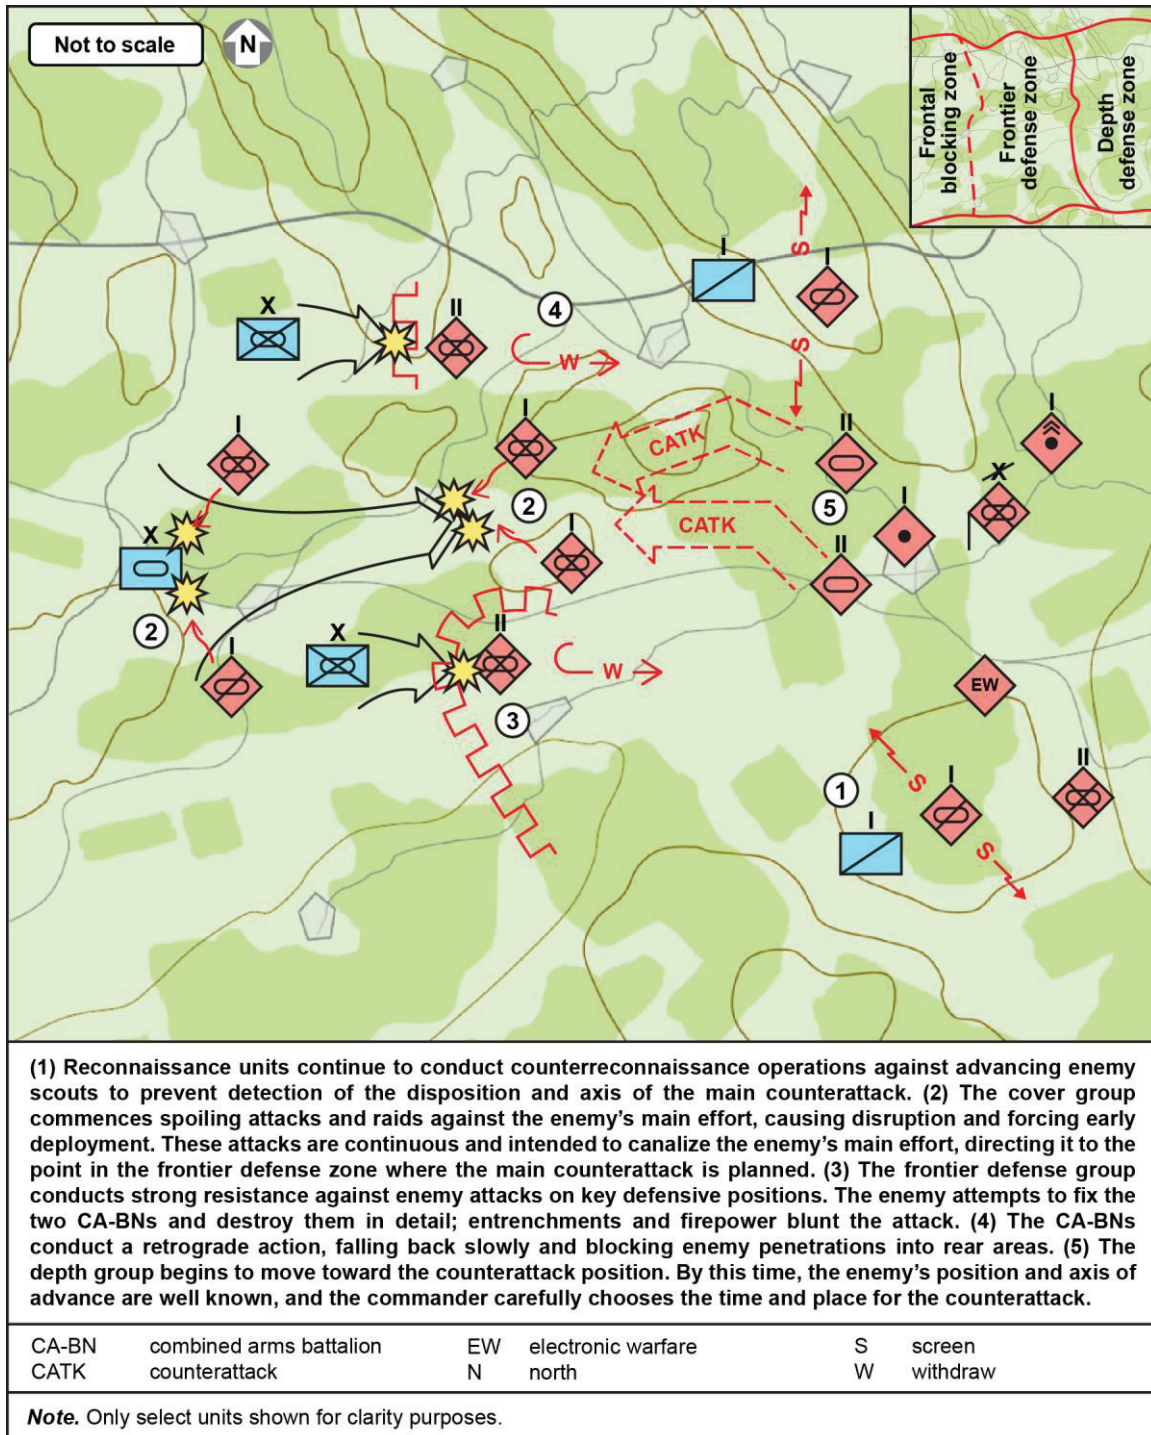 Not to scale
N
Frontal
blocking zone
Frontier
defense zone
Depth
defense zone
S
I
I
4
X
II
W
S
I
X
I
I
II
CATK
2
5
I
X
CATK
I
II
I
2
X
II
W
I
3
EW
S
I
II
1
I
S
(1) Reconnaissance units continue to conduct counterreconnaissance operations against advancing enemy
scouts to prevent detection of the disposition and axis of the main counterattack. (2) The cover group
commences spoiling attacks and raids against the enemy's main effort, causing disruption and forcing early
deployment. These attacks are continuous and intended to canalize the enemy's main effort, directing it to the
point in the frontier defense zone where the main counterattack is planned. (3) The frontier defense group
conducts strong resistance against enemy attacks on key defensive positions. The enemy attempts to fix the
two CA-BNs and destroy them in detail; entrenchments and firepower blunt the attack. (4) The CA-BNs
conduct a retrograde action, falling back slowly and blocking enemy penetrations into rear areas. (5) The
depth group begins to move toward the counterattack position. By this time, the enemy's position and axis of
advance are well known, and the commander carefully chooses the time and place for the counterattack.
CA-BN combined arms battalion EW electronic warfare S screen
CATK counterattack N north W withdraw
Note. Only select units shown for clarity purposes.